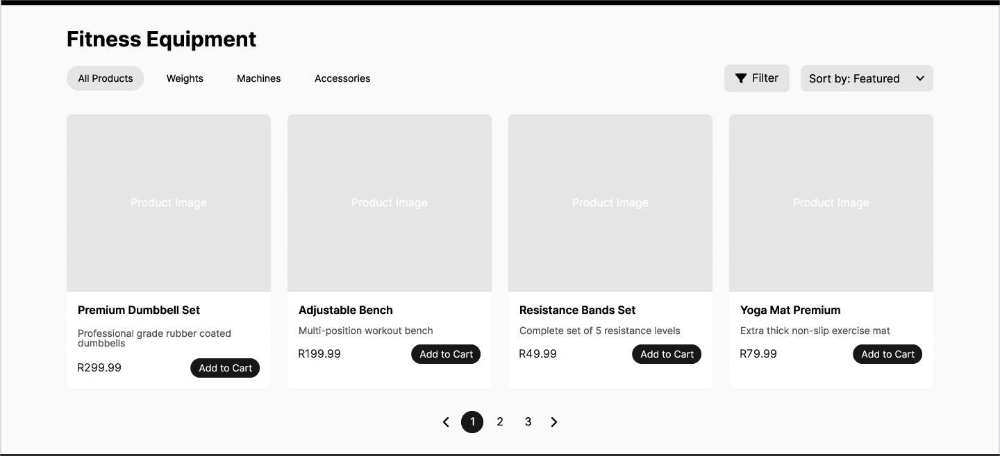 Fitness Equipment
All Products Weights Machines Accessories Filter Sort by: Featured
Product Image Product Image Product Image Product Image
Premium Dumbbell Set
Professional grade rubber coated
dumbbells
R299.99 Add to Cart
Adjustable Bench
Multi-position workout bench
R199.99 Add to Cart
Resistance Bands Set
Complete set of 5 resistance levels
R49.99 Add to Cart
Yoga Mat Premium
Extra thick non-slip exercise mat
R79.99 Add to Cart
1 2 3